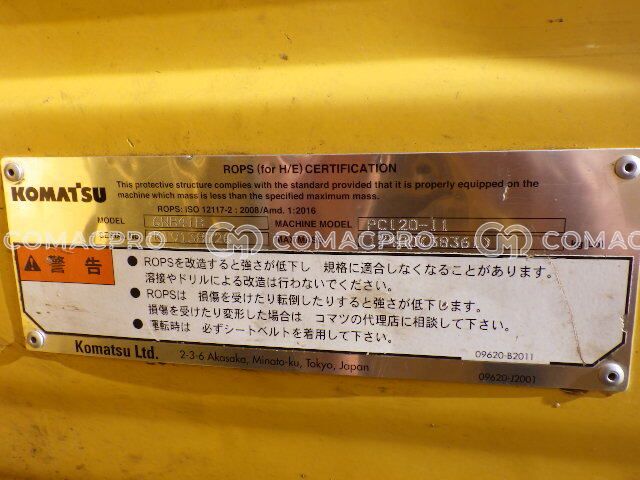 ROPS (for H/E) CERTIFICATION
KOMATSU
This protective structure complies with the standard provided that it is properly equipped on the
machine which mass is less than the specified maximum mass.
ROPS: ISO 12117-2 : 2008/Amd. 1:2016
MODEL MACHINE MODEL PC120-11
COMACPRO COMACPRO COMACPRO
警告
● ROPSを改造すると強さが低下し 規格に適合しなくなることがあります。
溶接やドリルによる改造は行わないでください。
● ROPSは 損傷を受けたり転倒したりすると強さが低下します。
損傷を受けたり変形した場合は コマツの代理店に相談して下さい。
● 運転時は 必ずシートベルトを着用して下さい。
09620-B2011
Komatsu Ltd. 2-3-6 Akasaka, Minato-ku, Tokyo, Japan
09620-J2001